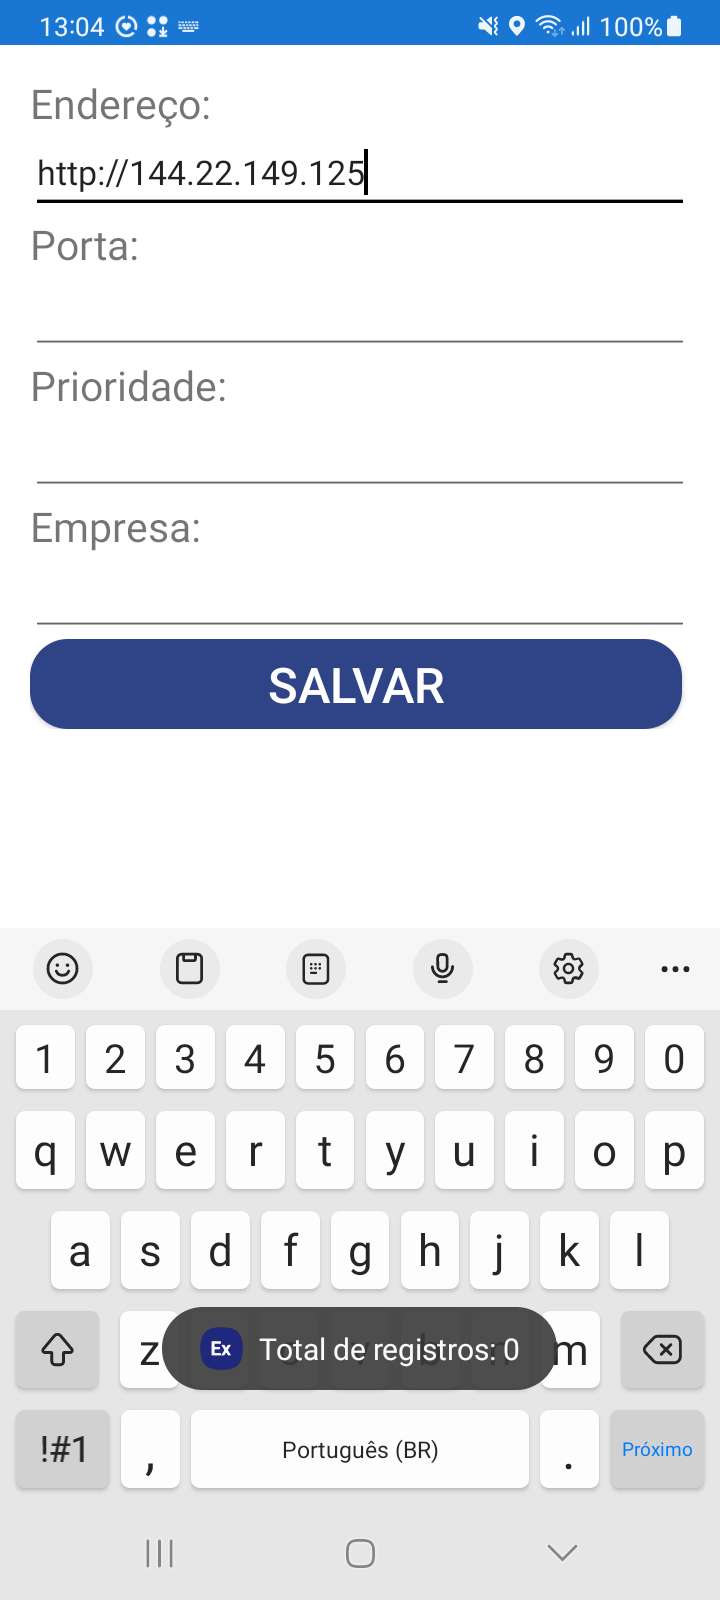 13:04 100%
Endereço:
http://144.22.149.125
Porta:
Prioridade:
Empresa:
SALVAR
1 2 3 4 5 6 7 8 9 0
q w e r t y u i o p
a s d f g h j k l
z m
Ex Total de registros: 0
!#1 , Português (BR) . Próximo